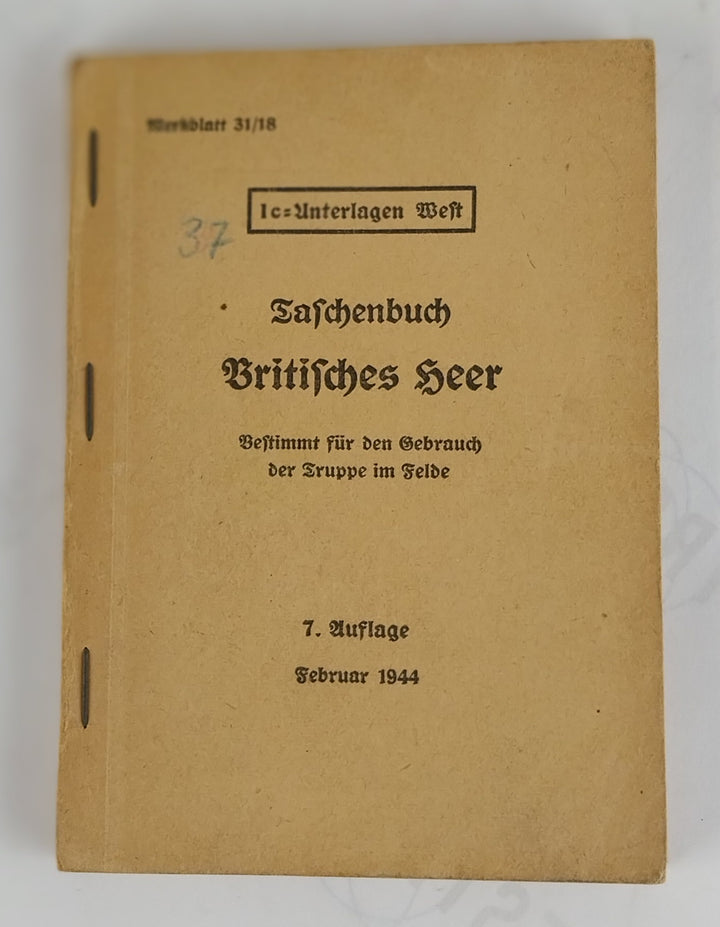 Merkblatt 31/18
Ic=Unterlagen West
37
Taschenbuch
Britisches Heer
Bestimmt für den Gebrauch
der Truppe im Felde
7. Auflage
Februar 1944